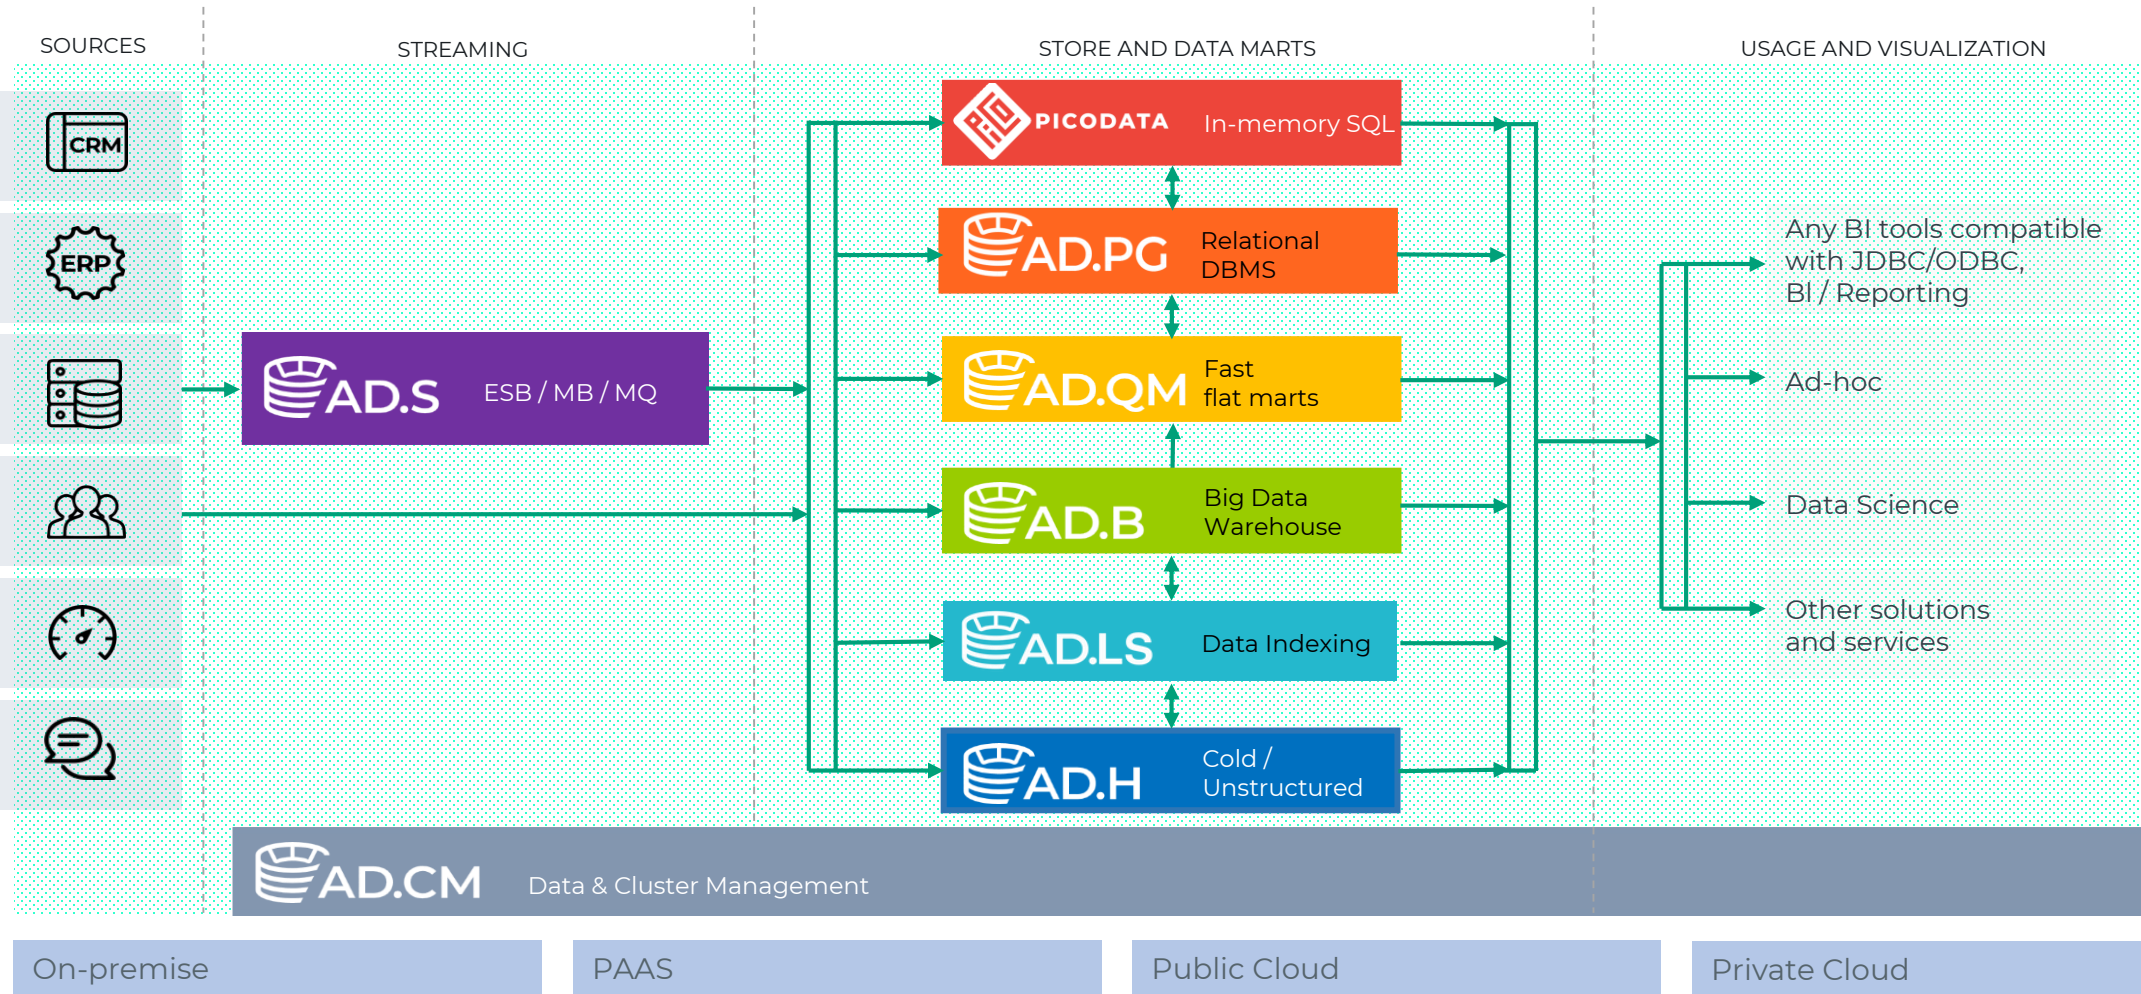 SOURCES
STREAMING
STORE AND DATA MARTS
USAGE AND VISUALIZATION
CRM
ERP
AD.S
ESB / MB / MQ
PICODATA
In-memory SQL
AD.PG
Relational
DBMS
AD.QM
Fast
flat marts
AD.B
Big Data
Warehouse
AD.LS
Data Indexing
AD.H
Cold /
Unstructured
Any BI tools compatible
with JDBC/ODBC,
BI / Reporting
Ad-hoc
Data Science
Other solutions
and services
AD.CM
Data & Cluster Management
On-premise
PAAS
Public Cloud
Private Cloud